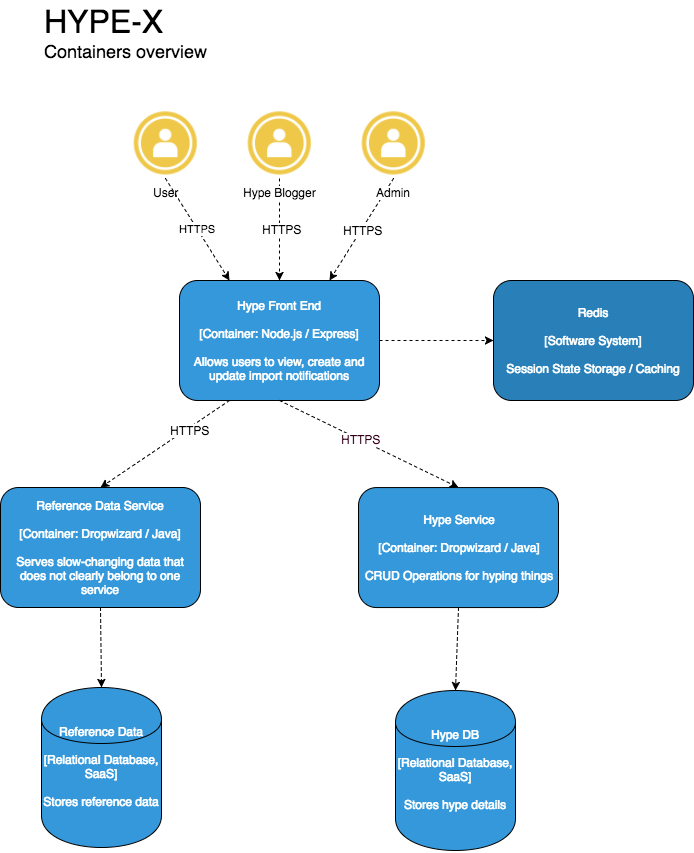 HYPE-X
Containers overview
User
Hype Blogger
Admin
HTTPS
HTTPS
HTTPS
Hype Front End
[Container: Node.js / Express]
Allows users to view, create and
update import notifications
Redis
[Software System]
Session State Storage / Caching
HTTPS
HTTPS
Reference Data Service
[Container: Dropwizard / Java]
Serves slow-changing data that
does not clearly belong to one
service
Hype Service
[Container: Dropwizard / Java]
CRUD Operations for hyping things
Reference Data
[Relational Database,
SaaS]
Stores reference data
Hype DB
[Relational Database,
SaaS]
Stores hype details